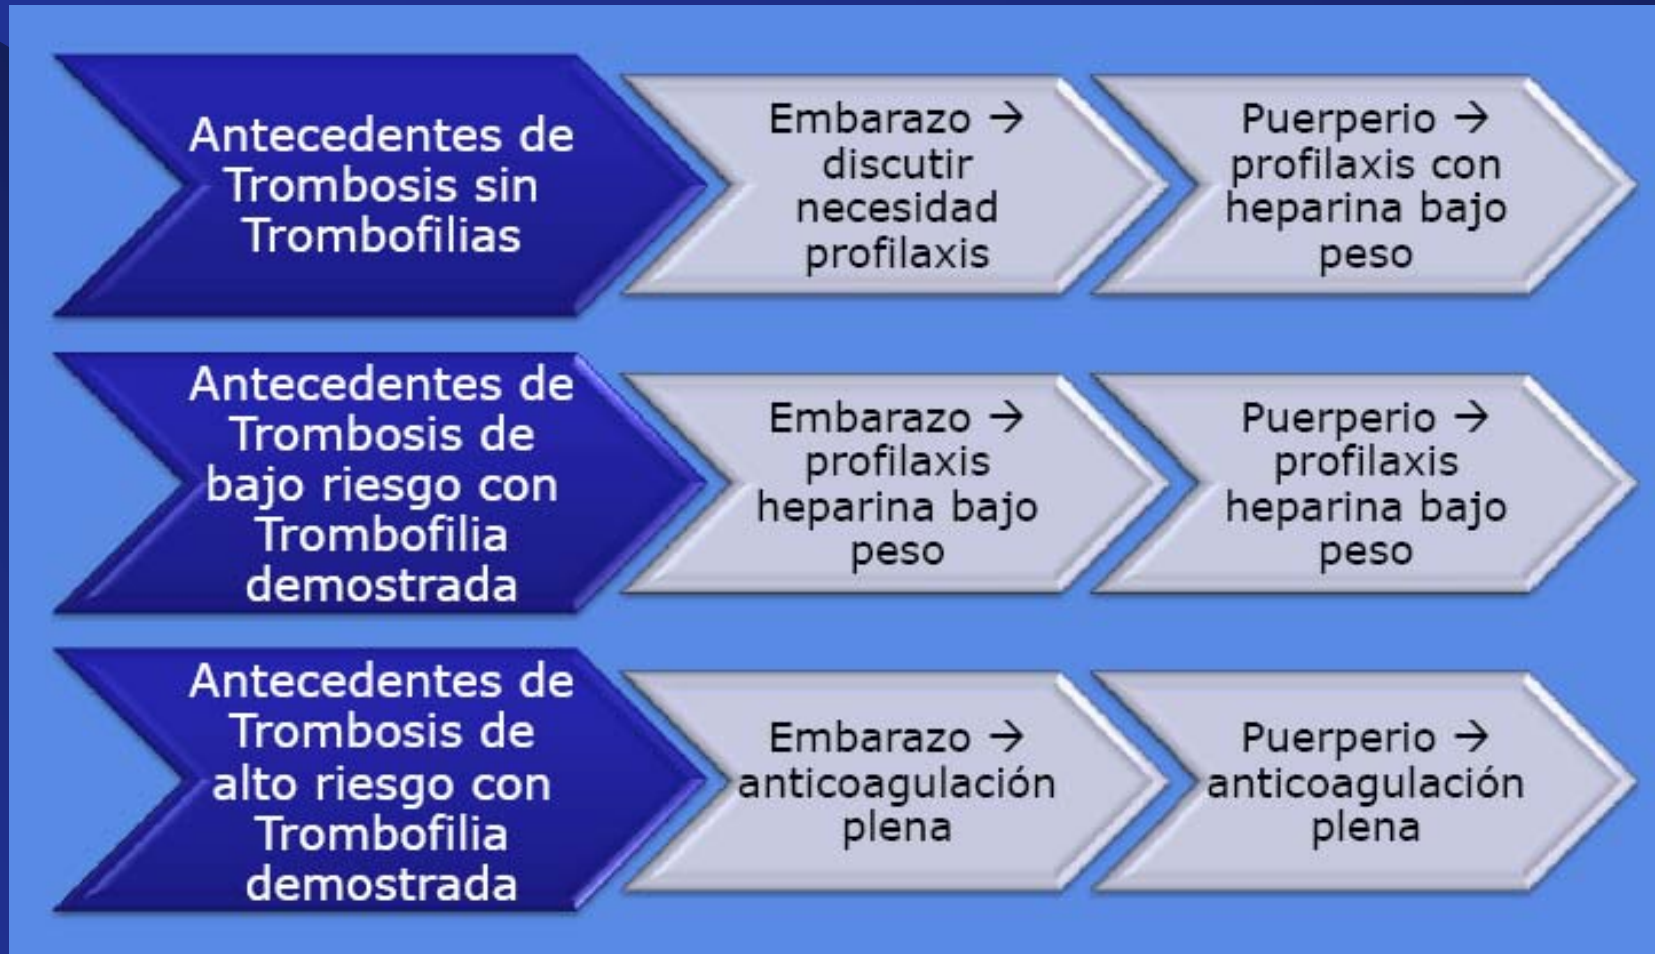 Antecedentes de
Trombosis sin
Trombofilias
Embarazo →
discutir
necesidad
profilaxis
Puerperio →
profilaxis con
heparina bajo
peso
Antecedentes de
Trombosis de
bajo riesgo con
Trombofilia
demostrada
Embarazo →
profilaxis
heparina bajo
peso
Puerperio →
profilaxis
heparina bajo
peso
Antecedentes de
Trombosis de
alto riesgo con
Trombofilia
demostrada
Embarazo →
anticoagulación
plena
Puerperio →
anticoagulación
plena